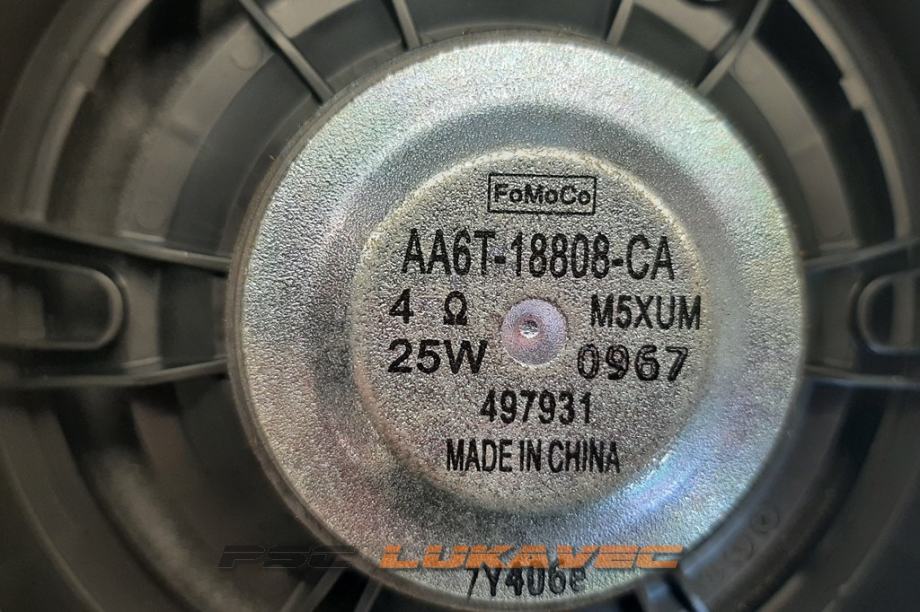 FoMoCo
AA6T-18808-CA
4 Ω M5XUM
25W 0967
497931
MADE IN CHINA
PSC LUKAVEC